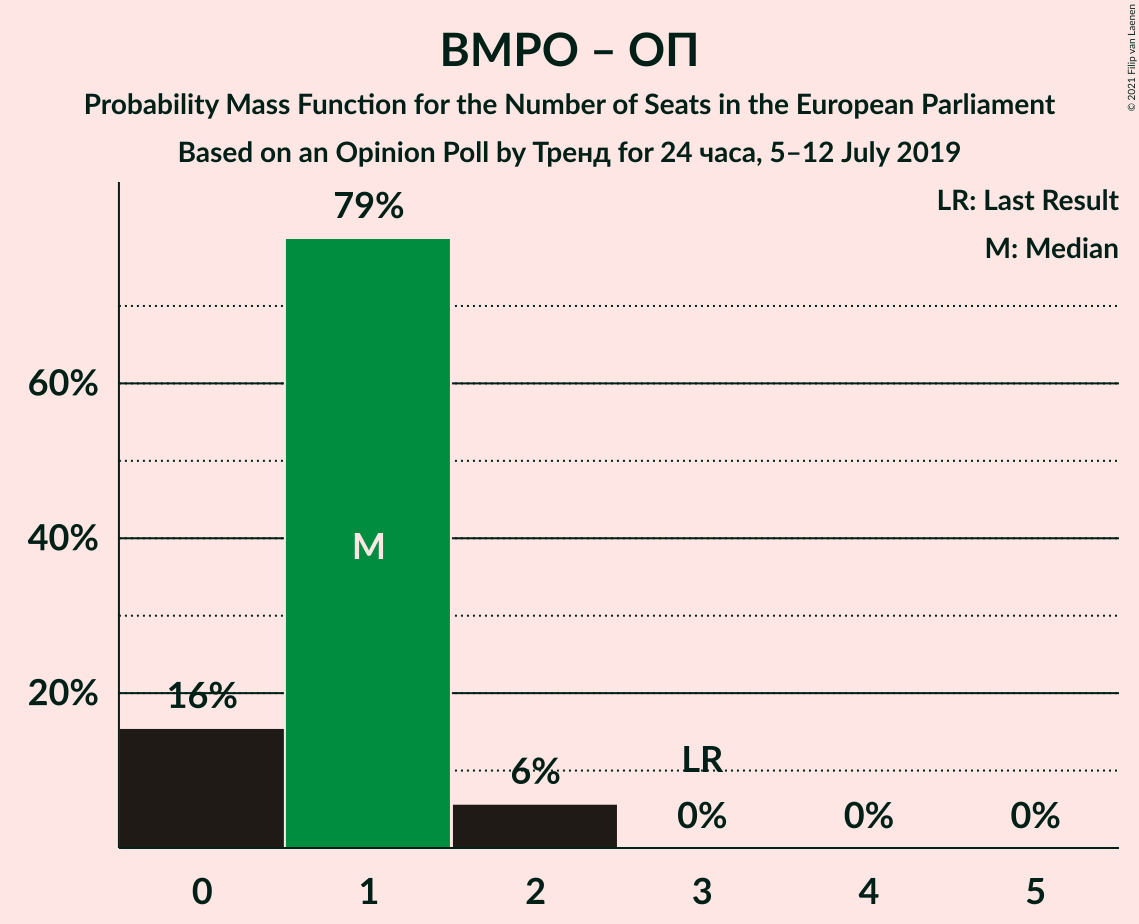 ВМРО – ОП
Probability Mass Function for the Number of Seats in the European Parliament
Based on an Opinion Poll by Тренд for 24 часа, 5–12 July 2019
© 2021 Filip van Laenen
LR: Last Result
M: Median
79%
60%
40%
M
20%
16%
6%
LR
0%
0%
0%
0
1
2
3
4
5